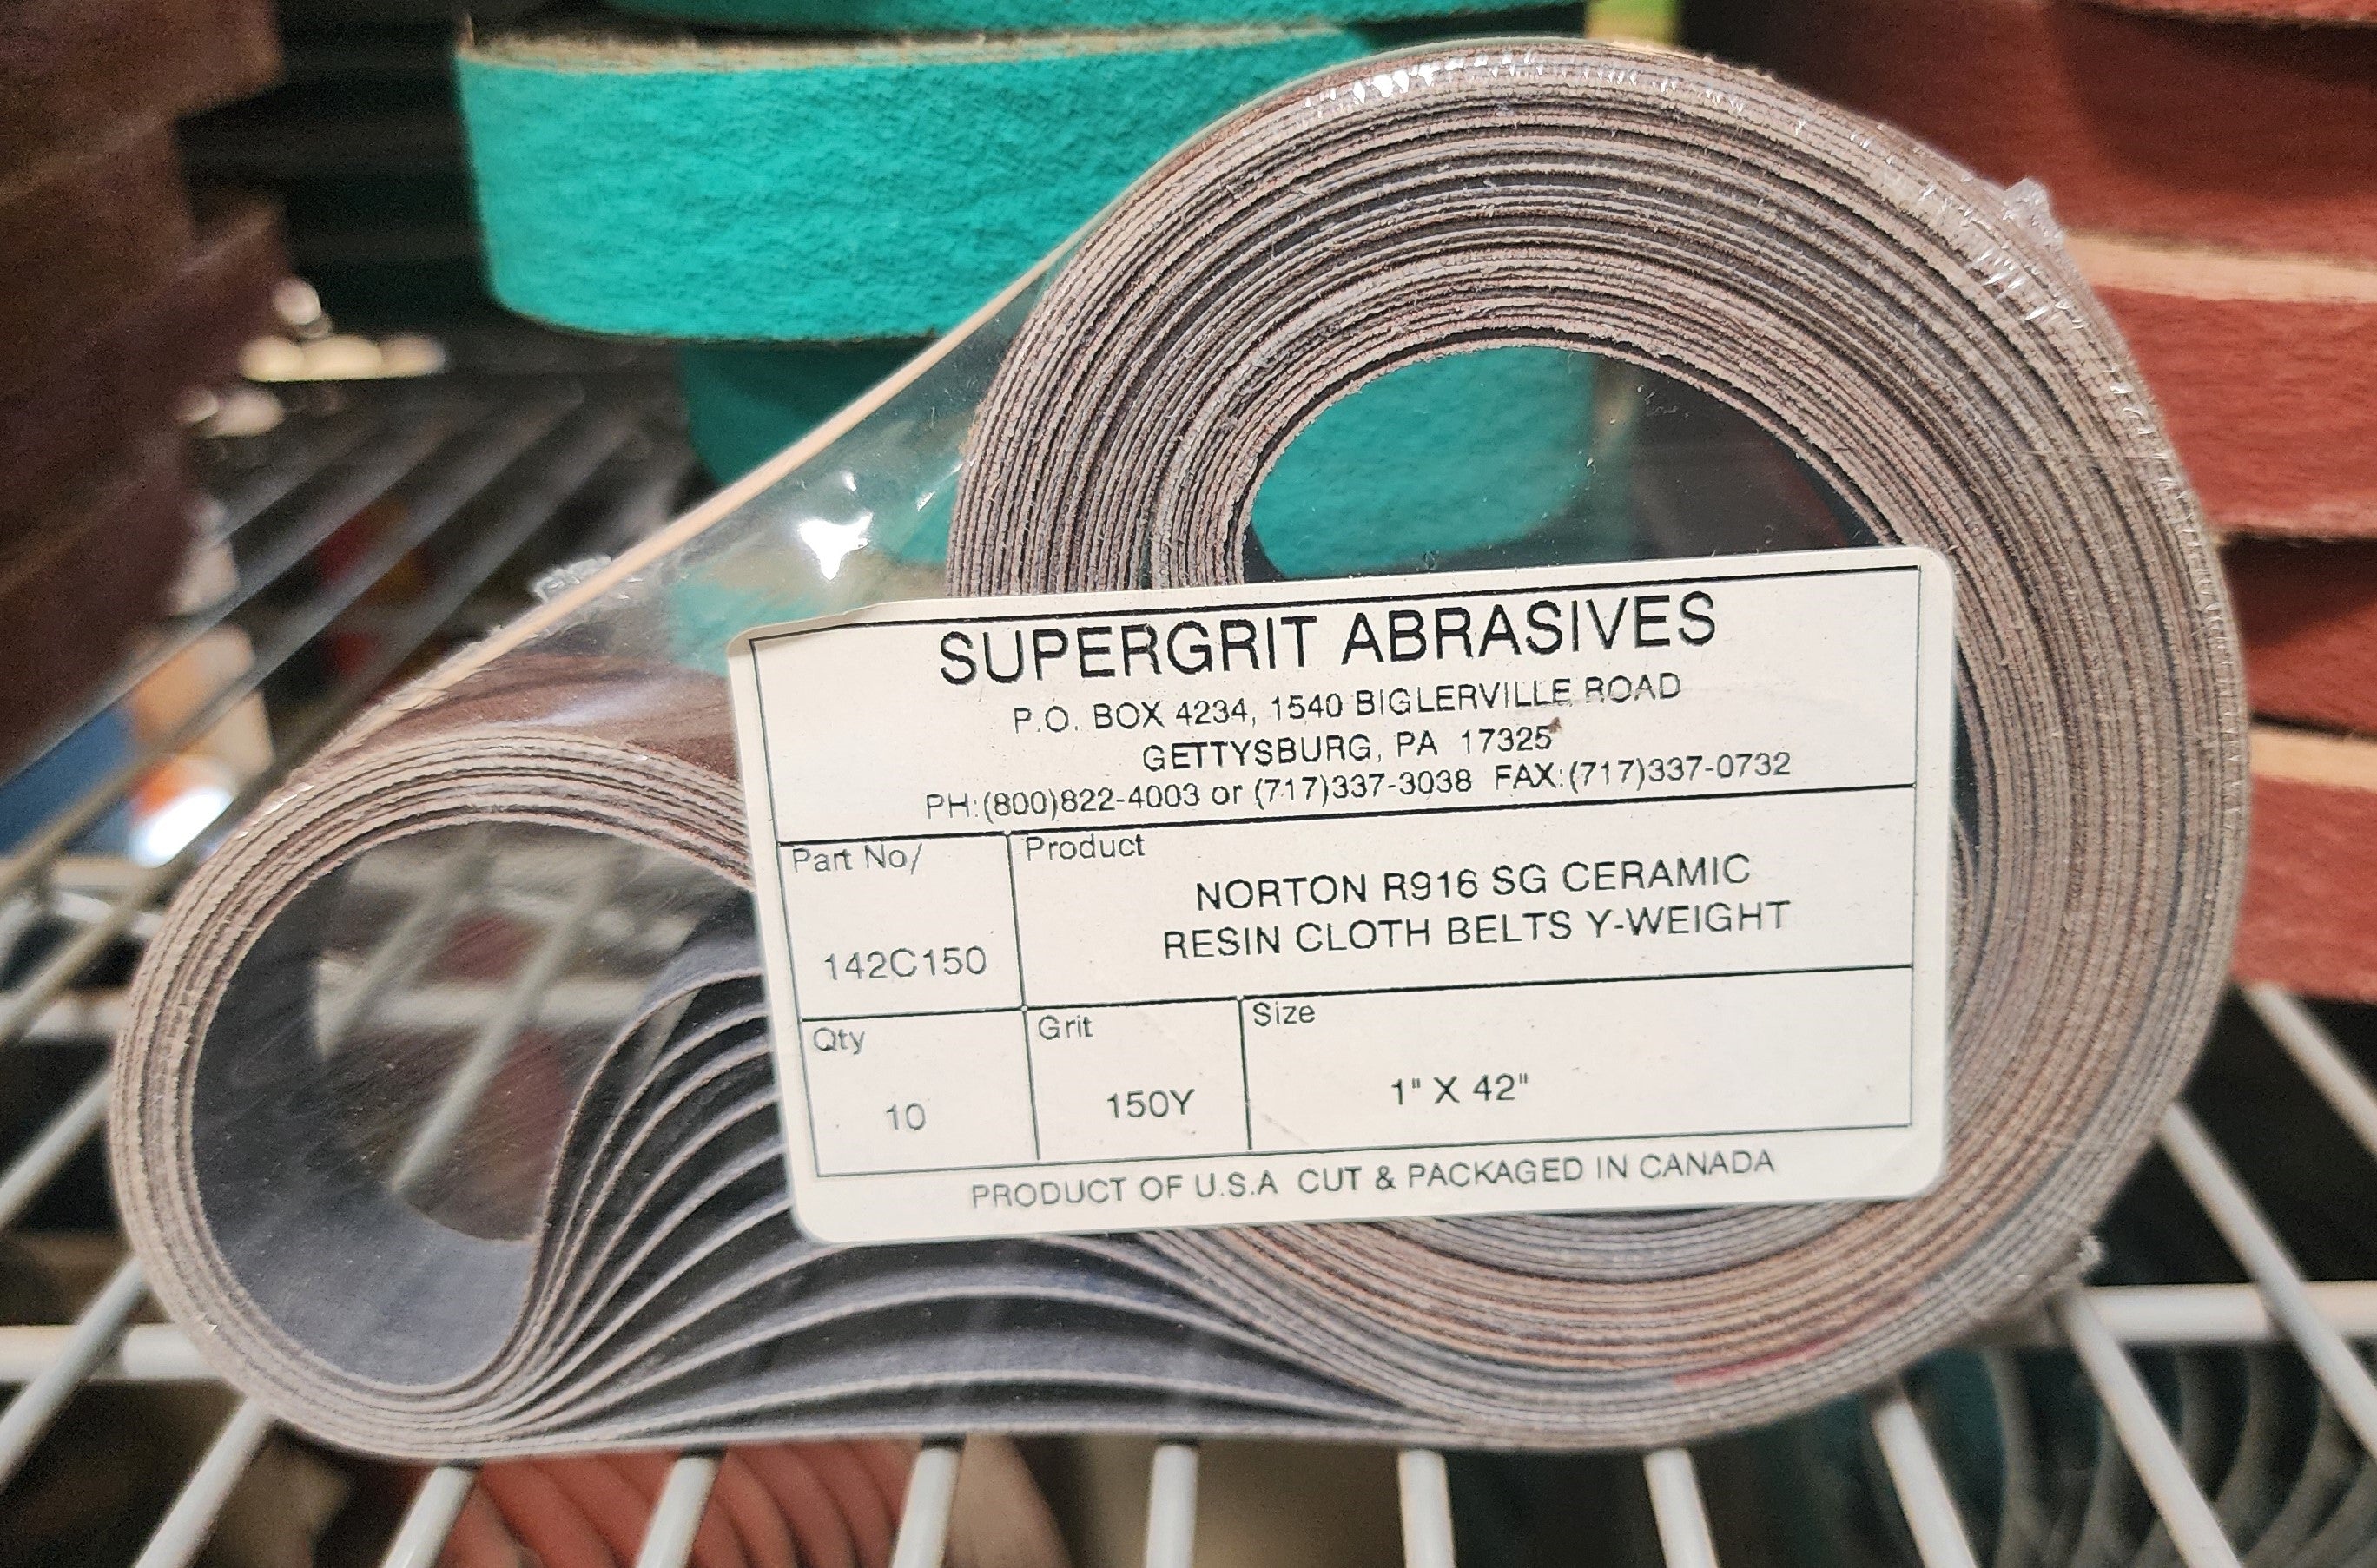 SUPERGRIT ABRASIVES
P.O. BOX 4234, 1540 BIGLERVILLE ROAD
GETTYSBURG, PA 17325
PH:(800)822-4003 or (717)337-3038 FAX:(717)337-0732
Part No/
142C150
Product
NORTON R916 SG CERAMIC
RESIN CLOTH BELTS Y-WEIGHT
Qty
10
Grit
150Y
Size
1" X 42"
PRODUCT OF U.S.A CUT & PACKAGED IN CANADA